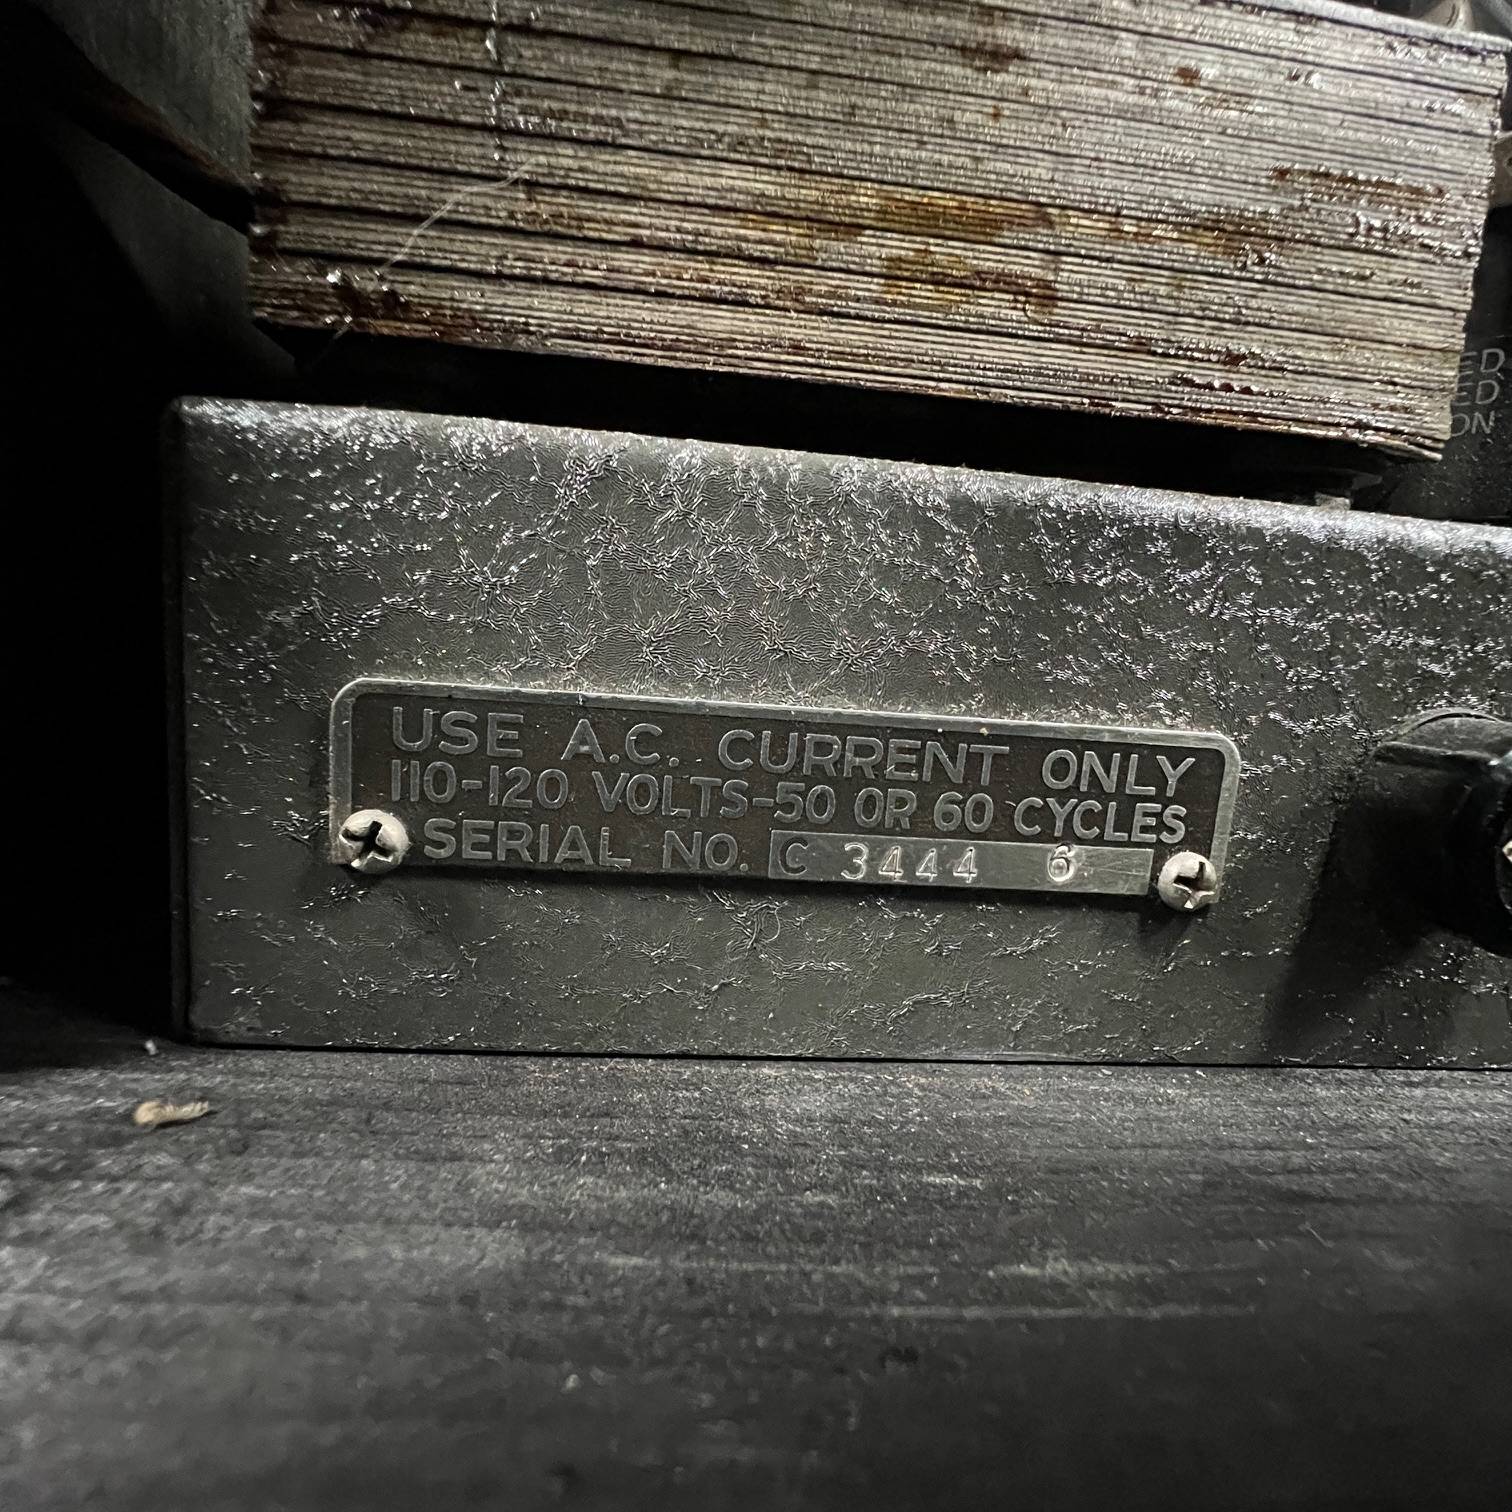 USE A.C. CURRENT ONLY
110-120 VOLTS-50 OR 60 CYCLES
SERIAL NO. C 3444 6